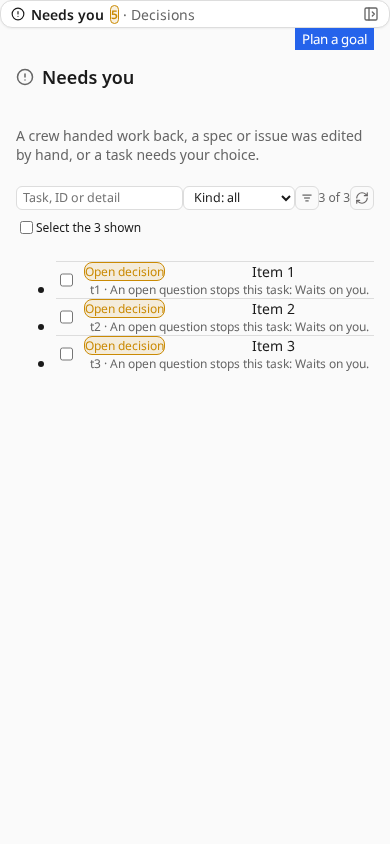 Needs you 5 · Decisions
Plan a goal
Needs you
A crew handed work back, a spec or issue was edited
by hand, or a task needs your choice.
Task, ID or detail Kind: all 3 of 3
Select the 3 shown
Open decision Item 1
t1 · An open question stops this task: Waits on you.
Open decision Item 2
t2 · An open question stops this task: Waits on you.
Open decision Item 3
t3 · An open question stops this task: Waits on you.